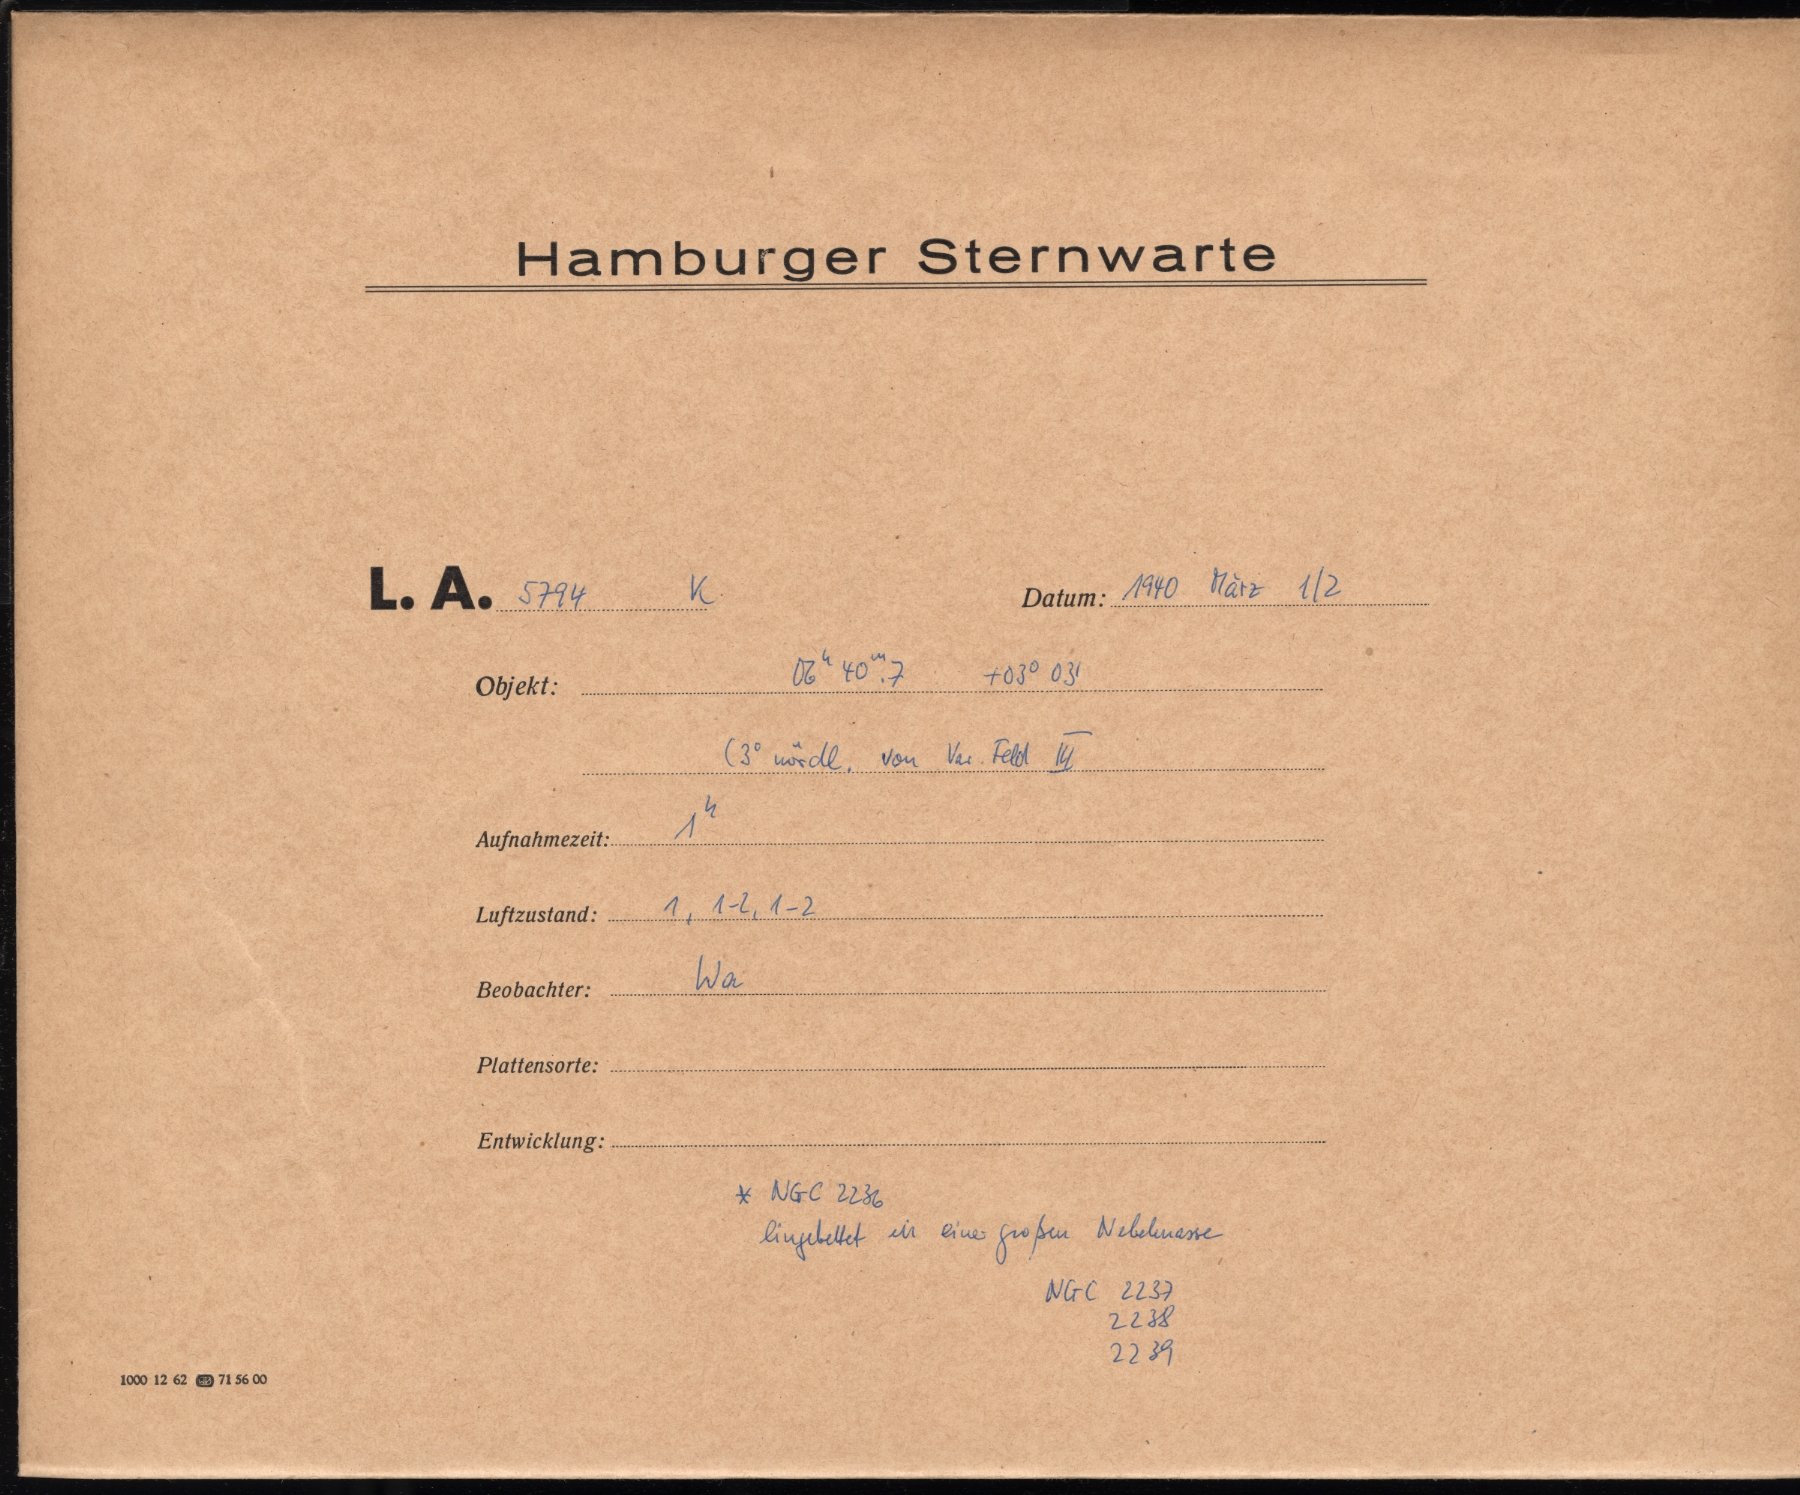 Hamburger Sternwarte
L. A. 5794 K Datum: 1940 März 1/2
Objekt: 06ʰ 40ᵐ.7 +03° 03'
(3° nördl. von Var. Feld III
Aufnahmezeit: 1ʰ
Luftzustand: 1, 1-2, 1-2
Beobachter: Wa
Plattensorte:
Entwicklung:
* NGC 2236
eingebettet in einer großen Nebelmasse
NGC 2237
2238
2239
1000 12 62 71 56 00